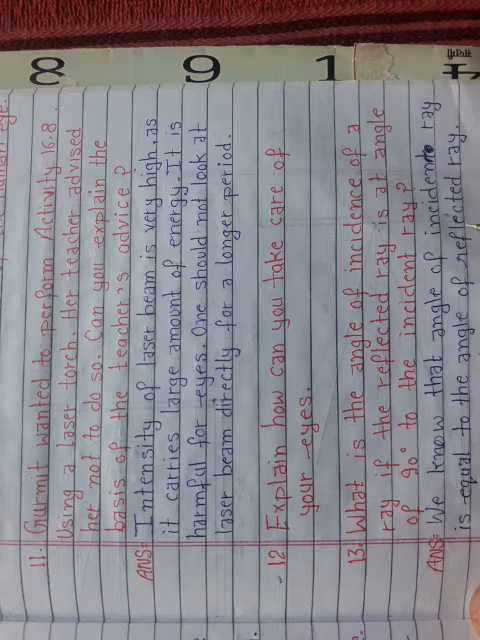 11. Gurmit wanted to perform Activity 16.8
Using a laser torch. Her teacher advised
her not to do so. Can you explain the
basis of the teacher's advice?
ANS= Intensity of laser beam is very high, as
it carries large amount of energy. It is
harmful for eyes. One should not look at
laser beam directly for a longer period.
12 Explain how can you take care of
your eyes.
13. What is the angle of incidence of a
ray if the reflected ray is at angle
of 90° to the incident ray?
ANS= We know that angle of incident ray
is equal to the angle of reflected ray.
8
9
1